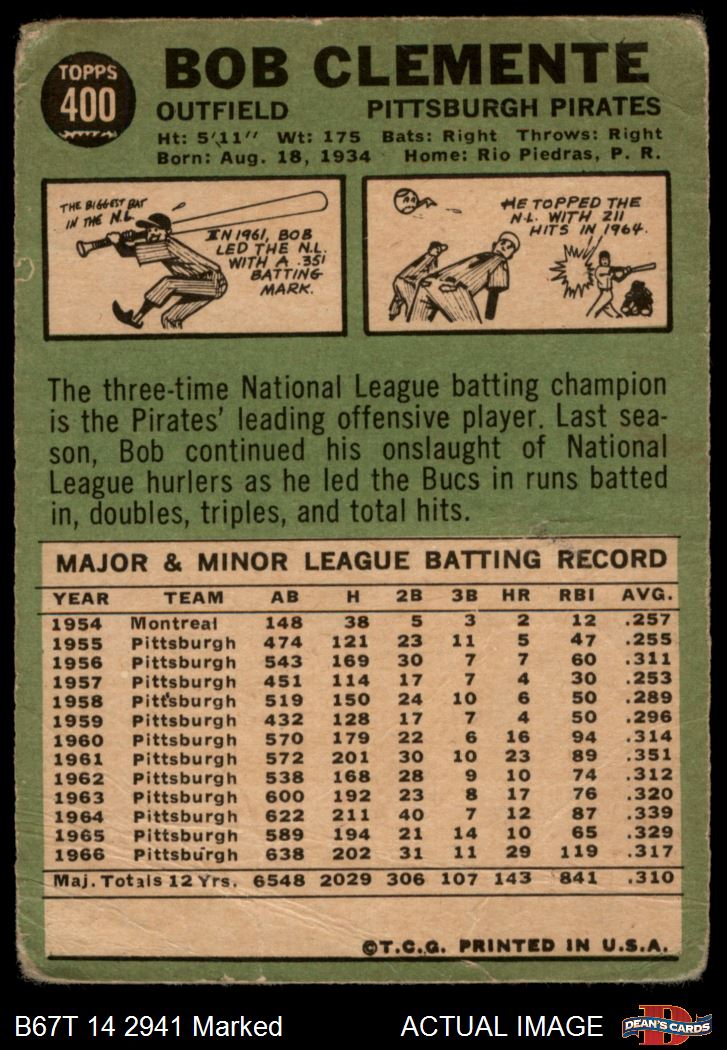 TOPPS
400
BOB CLEMENTE
OUTFIELD PITTSBURGH PIRATES
Ht: 5'11" Wt: 175 Bats: Right Throws: Right
Born: Aug. 18, 1934 Home: Rio Piedras, P. R.
THE BIGGEST BAT
IN THE N.L.
IN 1961, BOB
LED THE N.L.
WITH A .351
BATTING
MARK.
HE TOPPED THE
N.L. WITH 211
HITS IN 1964.
The three-time National League batting champion
is the Pirates' leading offensive player. Last sea-
son, Bob continued his onslaught of National
League hurlers as he led the Bucs in runs batted
in, doubles, triples, and total hits.
MAJOR & MINOR LEAGUE BATTING RECORD
YEAR TEAM AB H 2B 3B HR RBI AVG.
1954 Montreal 148 38 5 3 2 12 .257
1955 Pittsburgh 474 121 23 11 5 47 .255
1956 Pittsburgh 543 169 30 7 7 60 .311
1957 Pittsburgh 451 114 17 7 4 30 .253
1958 Pittsburgh 519 150 24 10 6 50 .289
1959 Pittsburgh 432 128 17 7 4 50 .296
1960 Pittsburgh 570 179 22 6 16 94 .314
1961 Pittsburgh 572 201 30 10 23 89 .351
1962 Pittsburgh 538 168 28 9 10 74 .312
1963 Pittsburgh 600 192 23 8 17 76 .320
1964 Pittsburgh 622 211 40 7 12 87 .339
1965 Pittsburgh 589 194 21 14 10 65 .329
1966 Pittsburgh 638 202 31 11 29 119 .317
Maj. Totals 12 Yrs. 6548 2029 306 107 143 841 .310
©T.C.G. PRINTED IN U.S.A.
B67T 14 2941 Marked ACTUAL IMAGE
D
DEAN'S CARDS